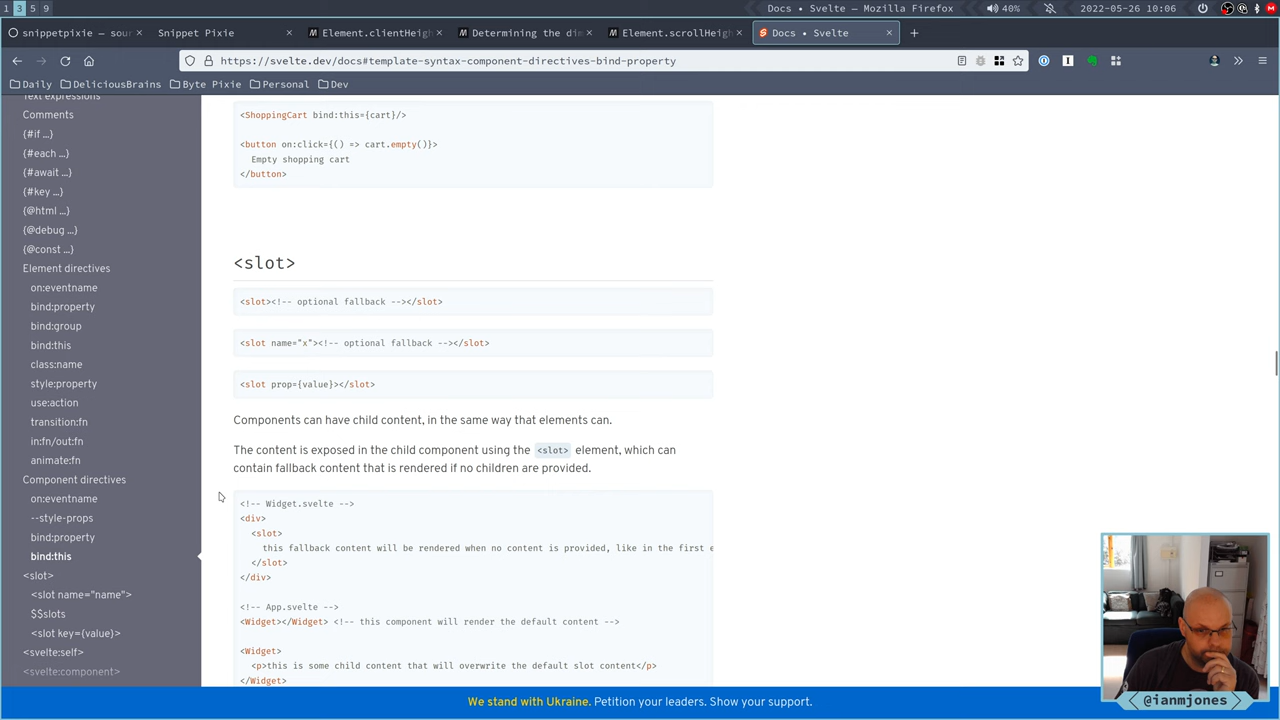 1 3 5 9
Docs • Svelte — Mozilla Firefox
40%
2022-05-26 10:06
snippetpixie — sour
Snippet Pixie
Element.clientHeigh
Determining the dim
Element.scrollHeigh
Docs • Svelte
https://svelte.dev/docs#template-syntax-component-directives-bind-property
Daily
DeliciousBrains
Byte Pixie
Personal
Dev
Text expressions
Comments
{#if ...}
{#each ...}
{#await ...}
{#key ...}
{@html ...}
{@debug ...}
{@const ...}
Element directives
on:eventname
bind:property
bind:group
bind:this
class:name
style:property
use:action
transition:fn
in:fn/out:fn
animate:fn
Component directives
on:eventname
--style-props
bind:property
bind:this
<slot>
<slot name="name">
$$slots
<slot key={value}>
<svelte:self>
<svelte:component>
<ShoppingCart bind:this={cart}/>
<button on:click={() => cart.empty()}>
Empty shopping cart
</button>
<slot>
<slot><!-- optional fallback --></slot>
<slot name="x"><!-- optional fallback --></slot>
<slot prop={value}></slot>
Components can have child content, in the same way that elements can.
The content is exposed in the child component using the <slot> element, which can
contain fallback content that is rendered if no children are provided.
<!-- Widget.svelte -->
<div>
<slot>
this fallback content will be rendered when no content is provided, like in the first e
</slot>
</div>
<!-- App.svelte -->
<Widget></Widget> <!-- this component will render the default content -->
<Widget>
<p>this is some child content that will overwrite the default slot content</p>
</Widget>
We stand with Ukraine. Petition your leaders. Show your support.
@ianmjones